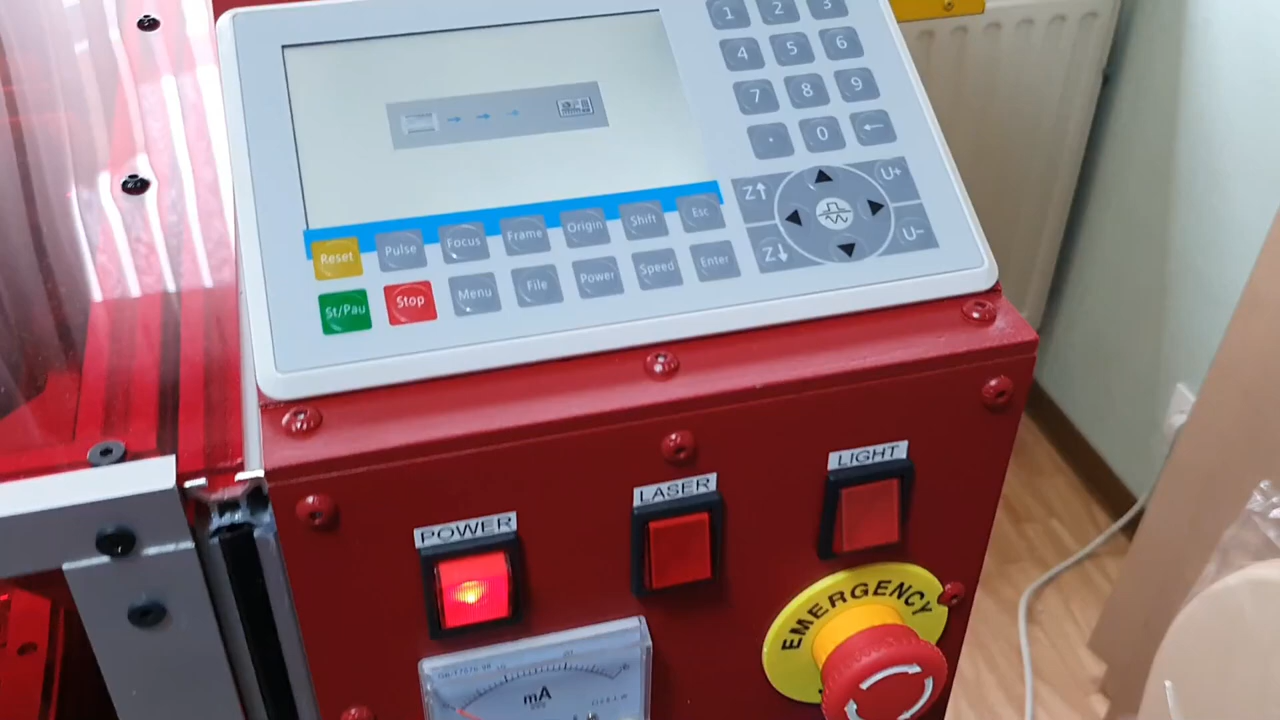 1 2 3
4 5 6
7 8 9
. 0 ←
Z↑ U+
Z↓ U-
Reset Pulse Focus Frame Origin Shift Esc
St/Pau Stop Menu File Power Speed Enter
POWER
LASER
LIGHT
EMERGENCY
mA